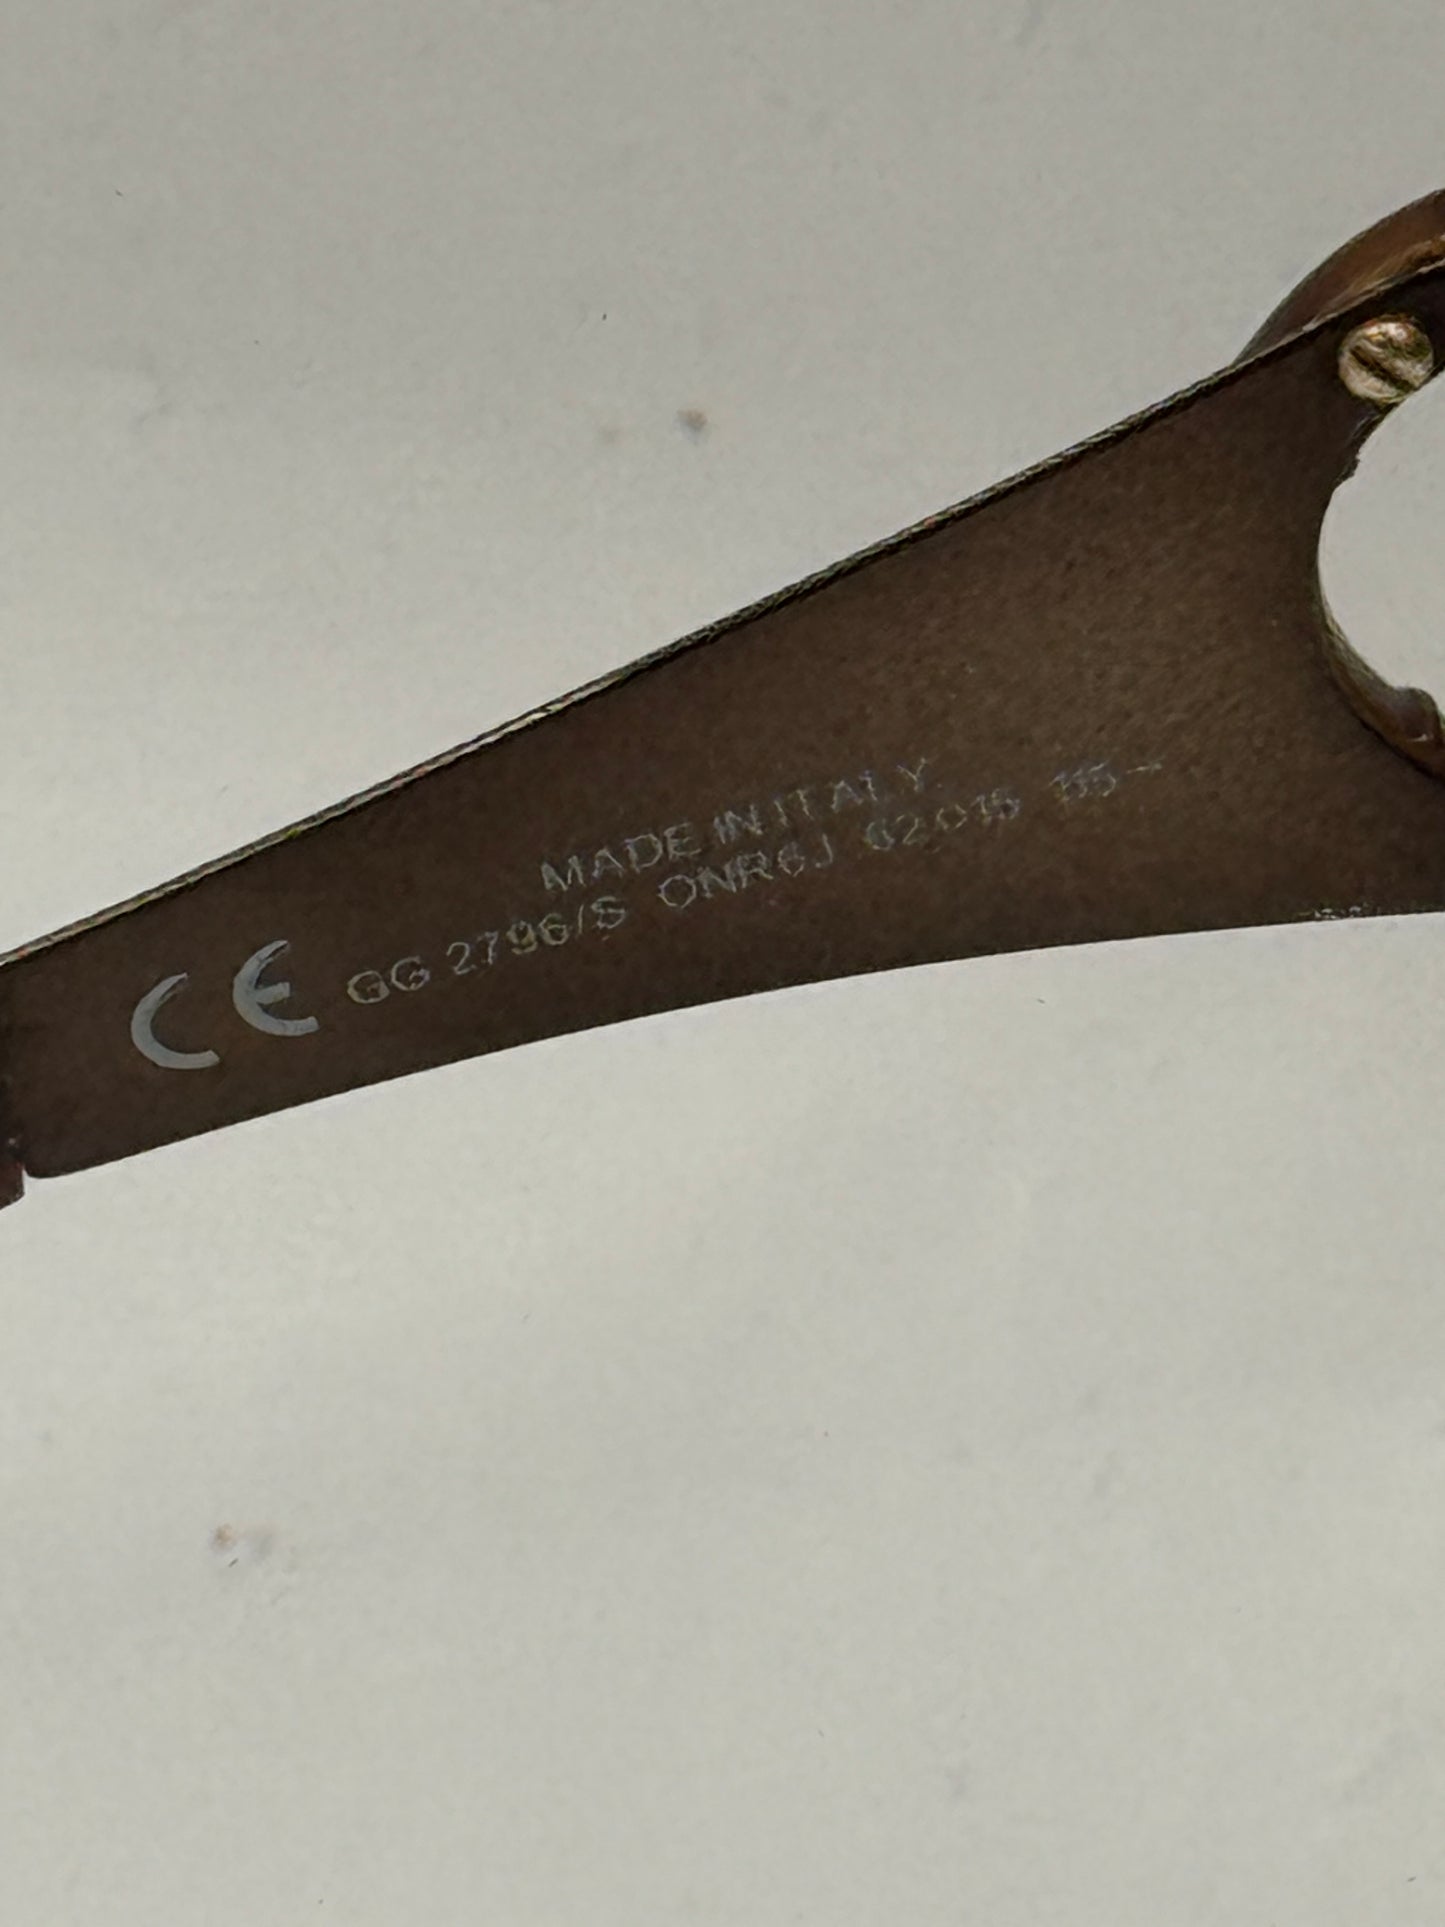 MADE IN ITALY
CE GG 2796/S ONR6J 62□15 115